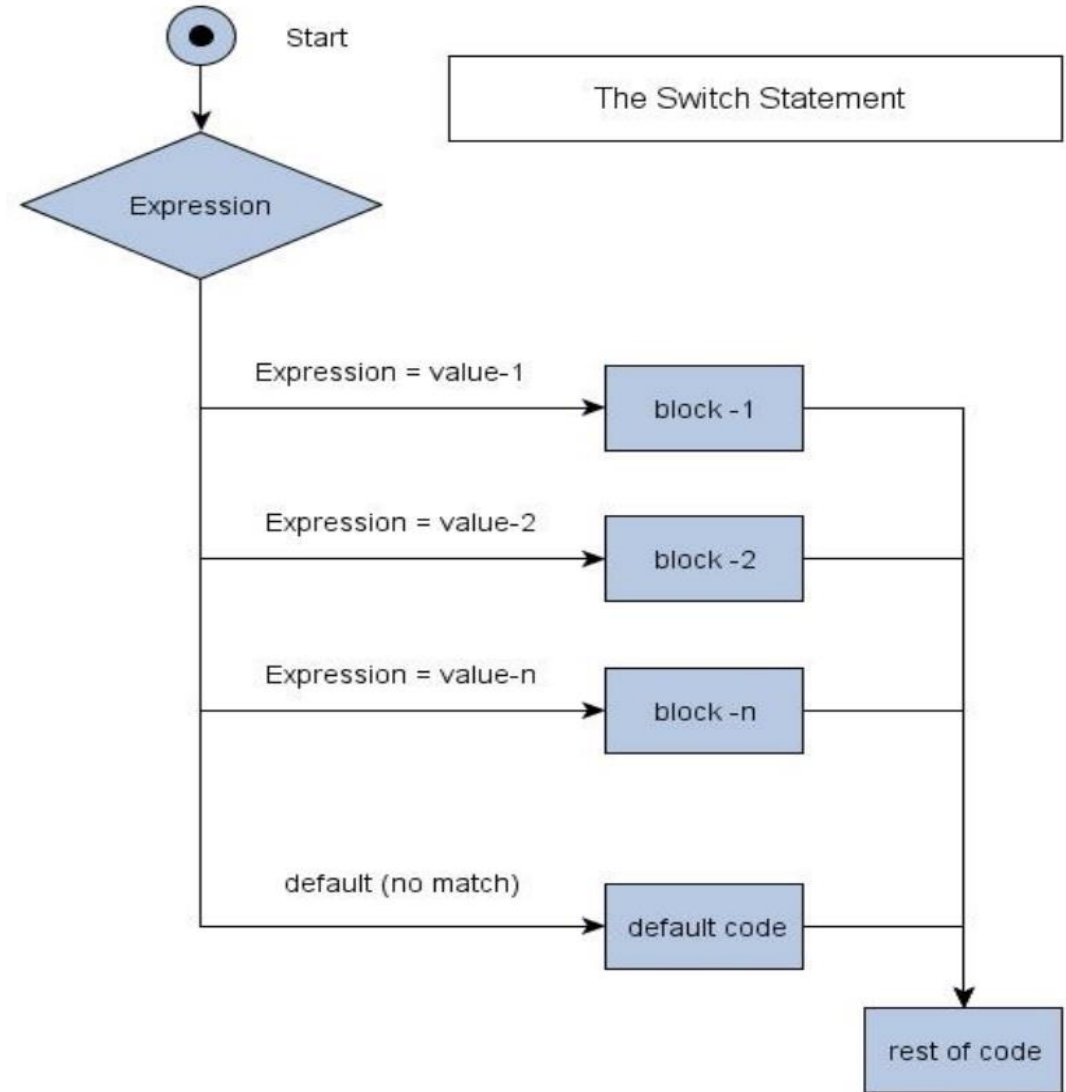 Start
The Switch Statement
Expression
Expression = value-1
block -1
Expression = value-2
block -2
Expression = value-n
block -n
default (no match)
default code
rest of code